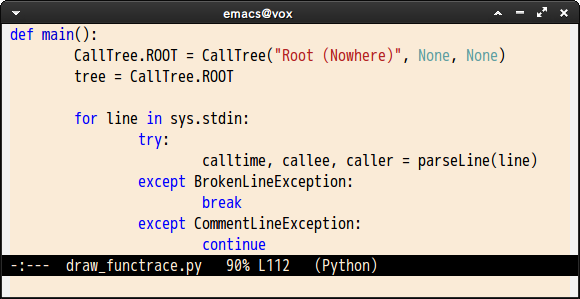 emacs@vox
def main():
        CallTree.ROOT = CallTree("Root (Nowhere)", None, None)
        tree = CallTree.ROOT

        for line in sys.stdin:
                try:
                        calltime, callee, caller = parseLine(line)
                except BrokenLineException:
                        break
                except CommentLineException:
                        continue
-:---  draw_functrace.py   90% L112   (Python)